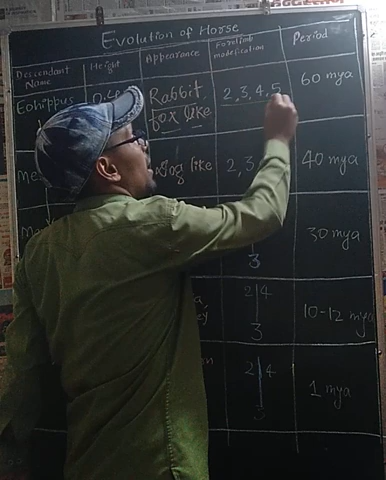 Evolution of Horse
Descendant Name
Height
Appearance
Forelimb modification
Period
Eohippus
Rabbit, fox like
2, 3, 4, 5
60 mya
like
2, 3
40 mya
3
30 mya
2 | 4
3
10-12 mya
2 | 4
3
1 mya